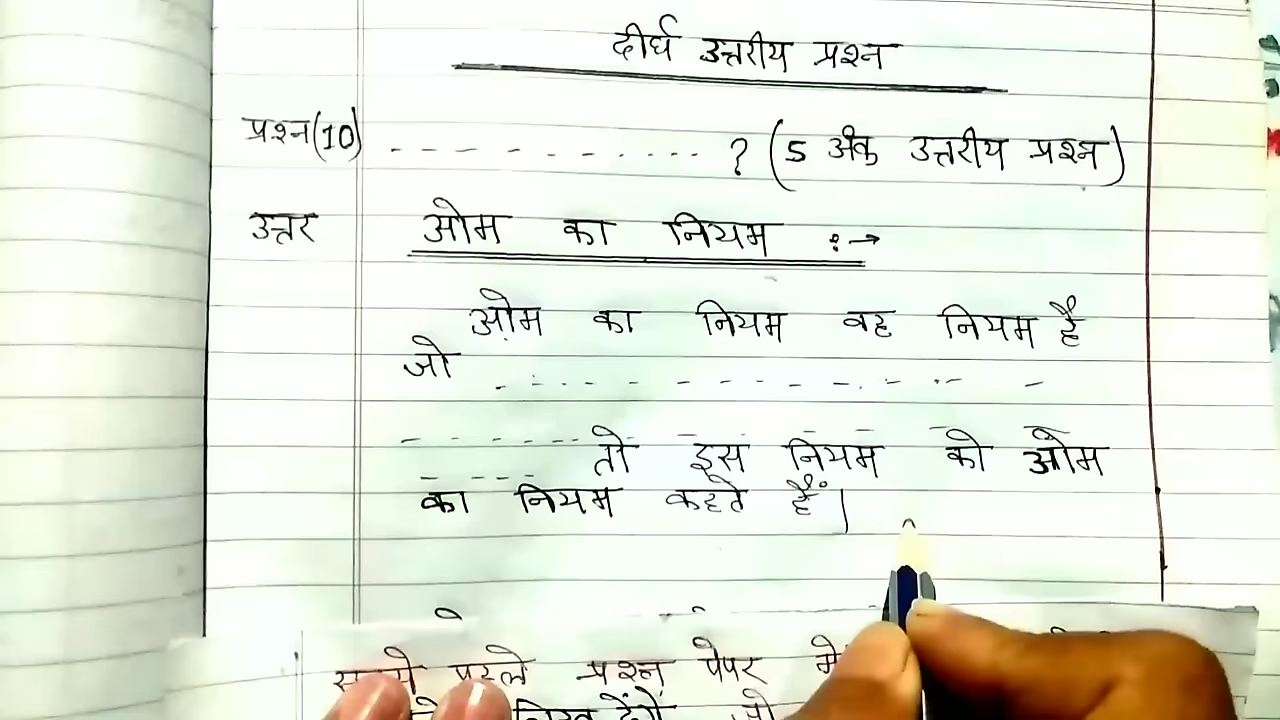 दीर्घ उत्तरीय प्रश्न
प्रश्न(10) - - - - - - - . . . . ? (5 अंक उत्तरीय प्रश्न)
उत्तर ओम का नियम :→
ओम का नियम वह नियम है
जो - - - - - - - - - - -
- - - - - - तो इस नियम को ओम
का नियम कहते हैं।
पहले प्रश्न पेपर